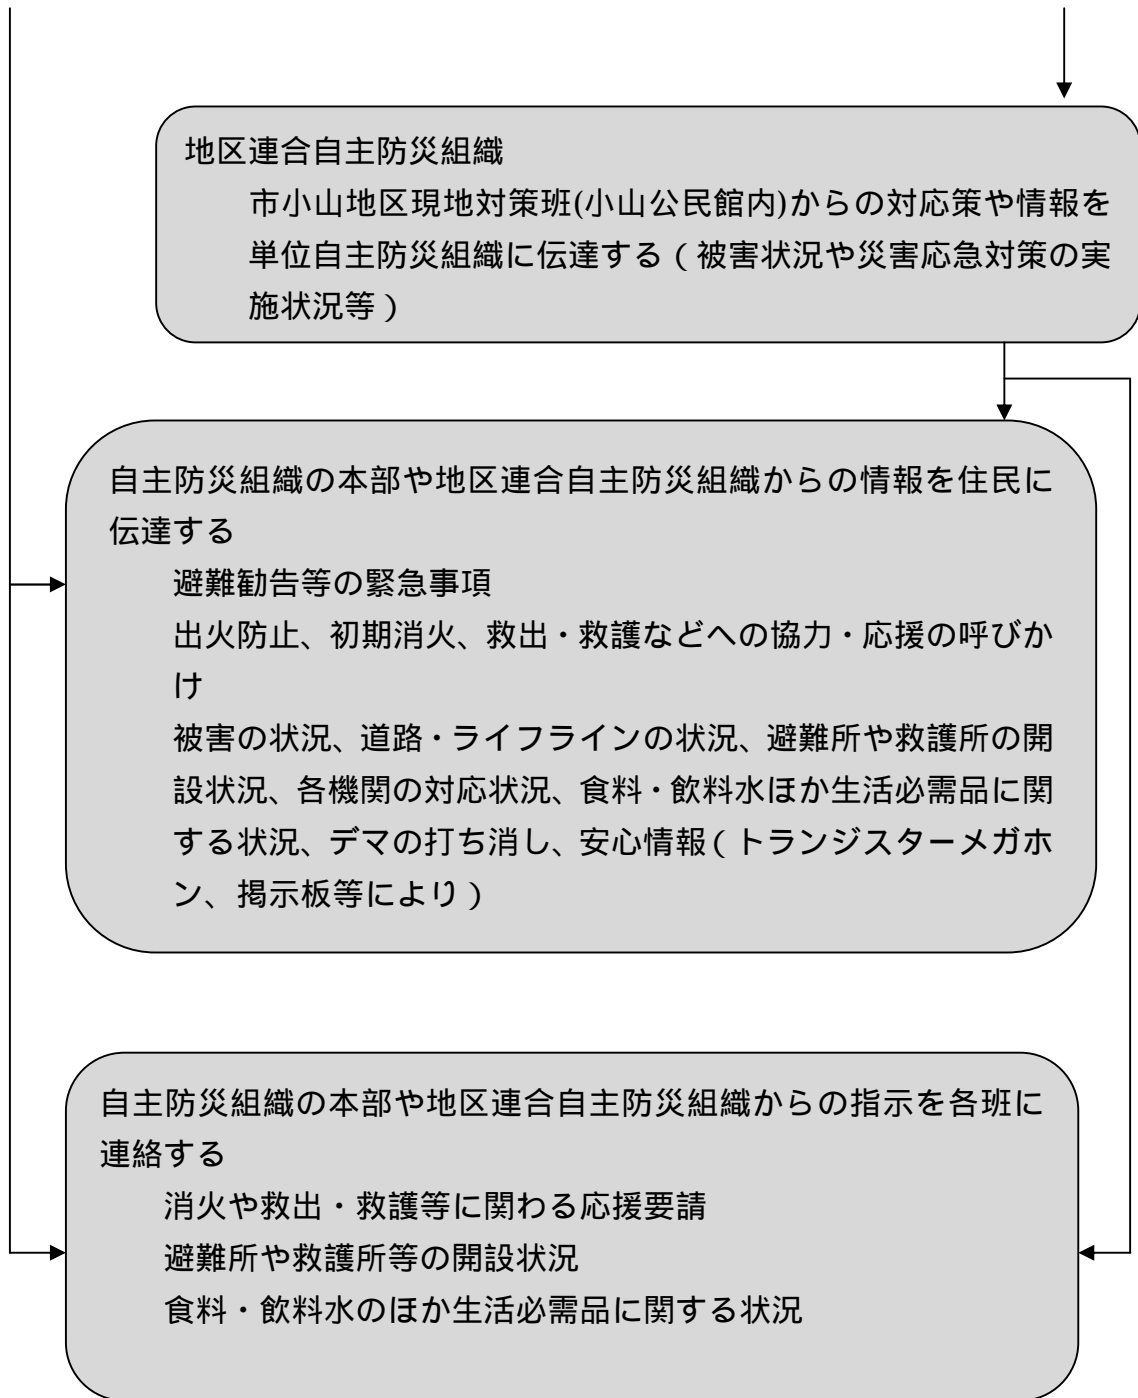 地区連合自主防災組織
市小山地区現地対策班(小山公民館内)からの対応策や情報を
単位自主防災組織に伝達する（被害状況や災害応急対策の実
施状況等）
自主防災組織の本部や地区連合自主防災組織からの情報を住民に
伝達する
避難勧告等の緊急事項
出火防止、初期消火、救出・救護などへの協力・応援の呼びか
け
被害の状況、道路・ライフラインの状況、避難所や救護所の開
設状況、各機関の対応状況、食料・飲料水ほか生活必需品に関
する状況、デマの打ち消し、安心情報（トランジスターメガホ
ン、掲示板等により）
自主防災組織の本部や地区連合自主防災組織からの指示を各班に
連絡する
消火や救出・救護等に関わる応援要請
避難所や救護所等の開設状況
食料・飲料水のほか生活必需品に関する状況